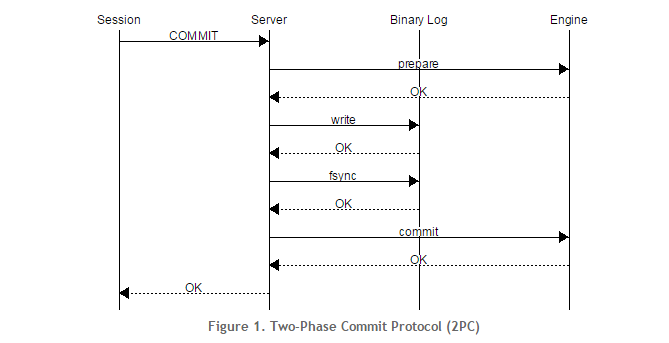 Session Server Binary Log Engine
COMMIT
prepare
OK
write
OK
fsync
OK
commit
OK
OK
Figure 1. Two-Phase Commit Protocol (2PC)